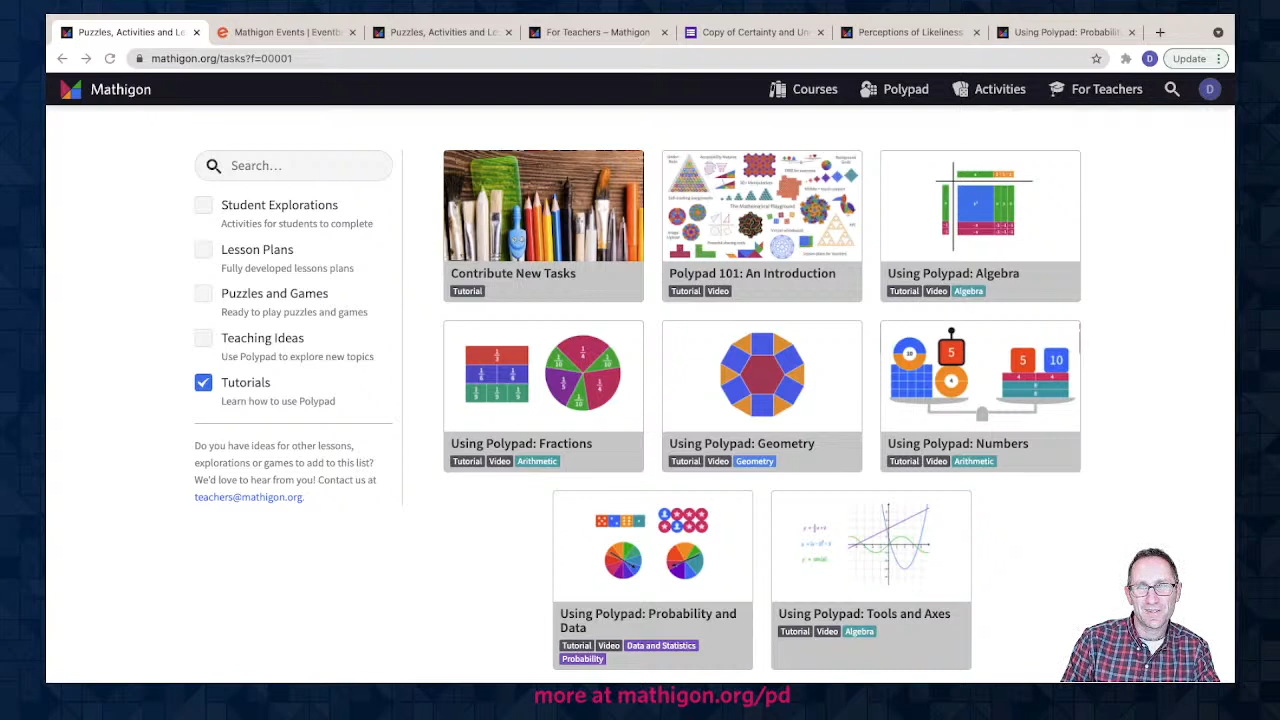 Puzzles, Activities and Le
Mathigon Events | Eventb
Puzzles, Activities and Le
For Teachers – Mathigon
Copy of Certainty and Un
Perceptions of Likeliness
Using Polypad: Probabili
mathigon.org/tasks?f=00001
D
Update
Mathigon
Courses
Polypad
Activities
For Teachers
D
Search…
Student Explorations
Activities for students to complete
Lesson Plans
Fully developed lessons plans
Puzzles and Games
Ready to play puzzles and games
Teaching Ideas
Use Polypad to explore new topics
Tutorials
Learn how to use Polypad
Do you have ideas for other lessons,
explorations or games to add to this list?
We'd love to hear from you! Contact us at
teachers@mathigon.org.
Contribute New Tasks
Tutorial
The Mathematical Playground
Polypad 101: An Introduction
Tutorial Video
Using Polypad: Algebra
Tutorial Video Algebra
Using Polypad: Fractions
Tutorial Video Arithmetic
Using Polypad: Geometry
Tutorial Video Geometry
10 5 4 5 10
Using Polypad: Numbers
Tutorial Video Arithmetic
Using Polypad: Probability and
Data
Tutorial Video Data and Statistics
Probability
Using Polypad: Tools and Axes
Tutorial Video Algebra
more at mathigon.org/pd